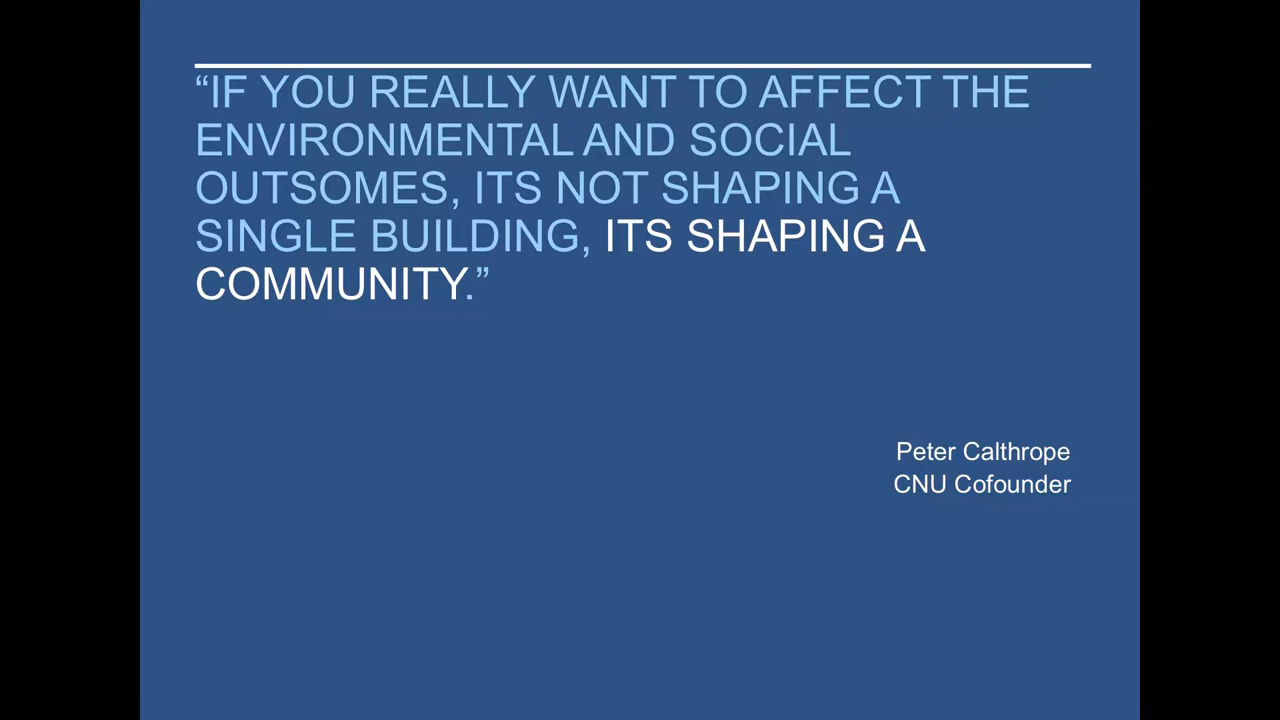 “IF YOU REALLY WANT TO AFFECT THE
ENVIRONMENTAL AND SOCIAL
OUTSOMES, ITS NOT SHAPING A
SINGLE BUILDING, ITS SHAPING A
COMMUNITY.”
Peter Calthrope
CNU Cofounder